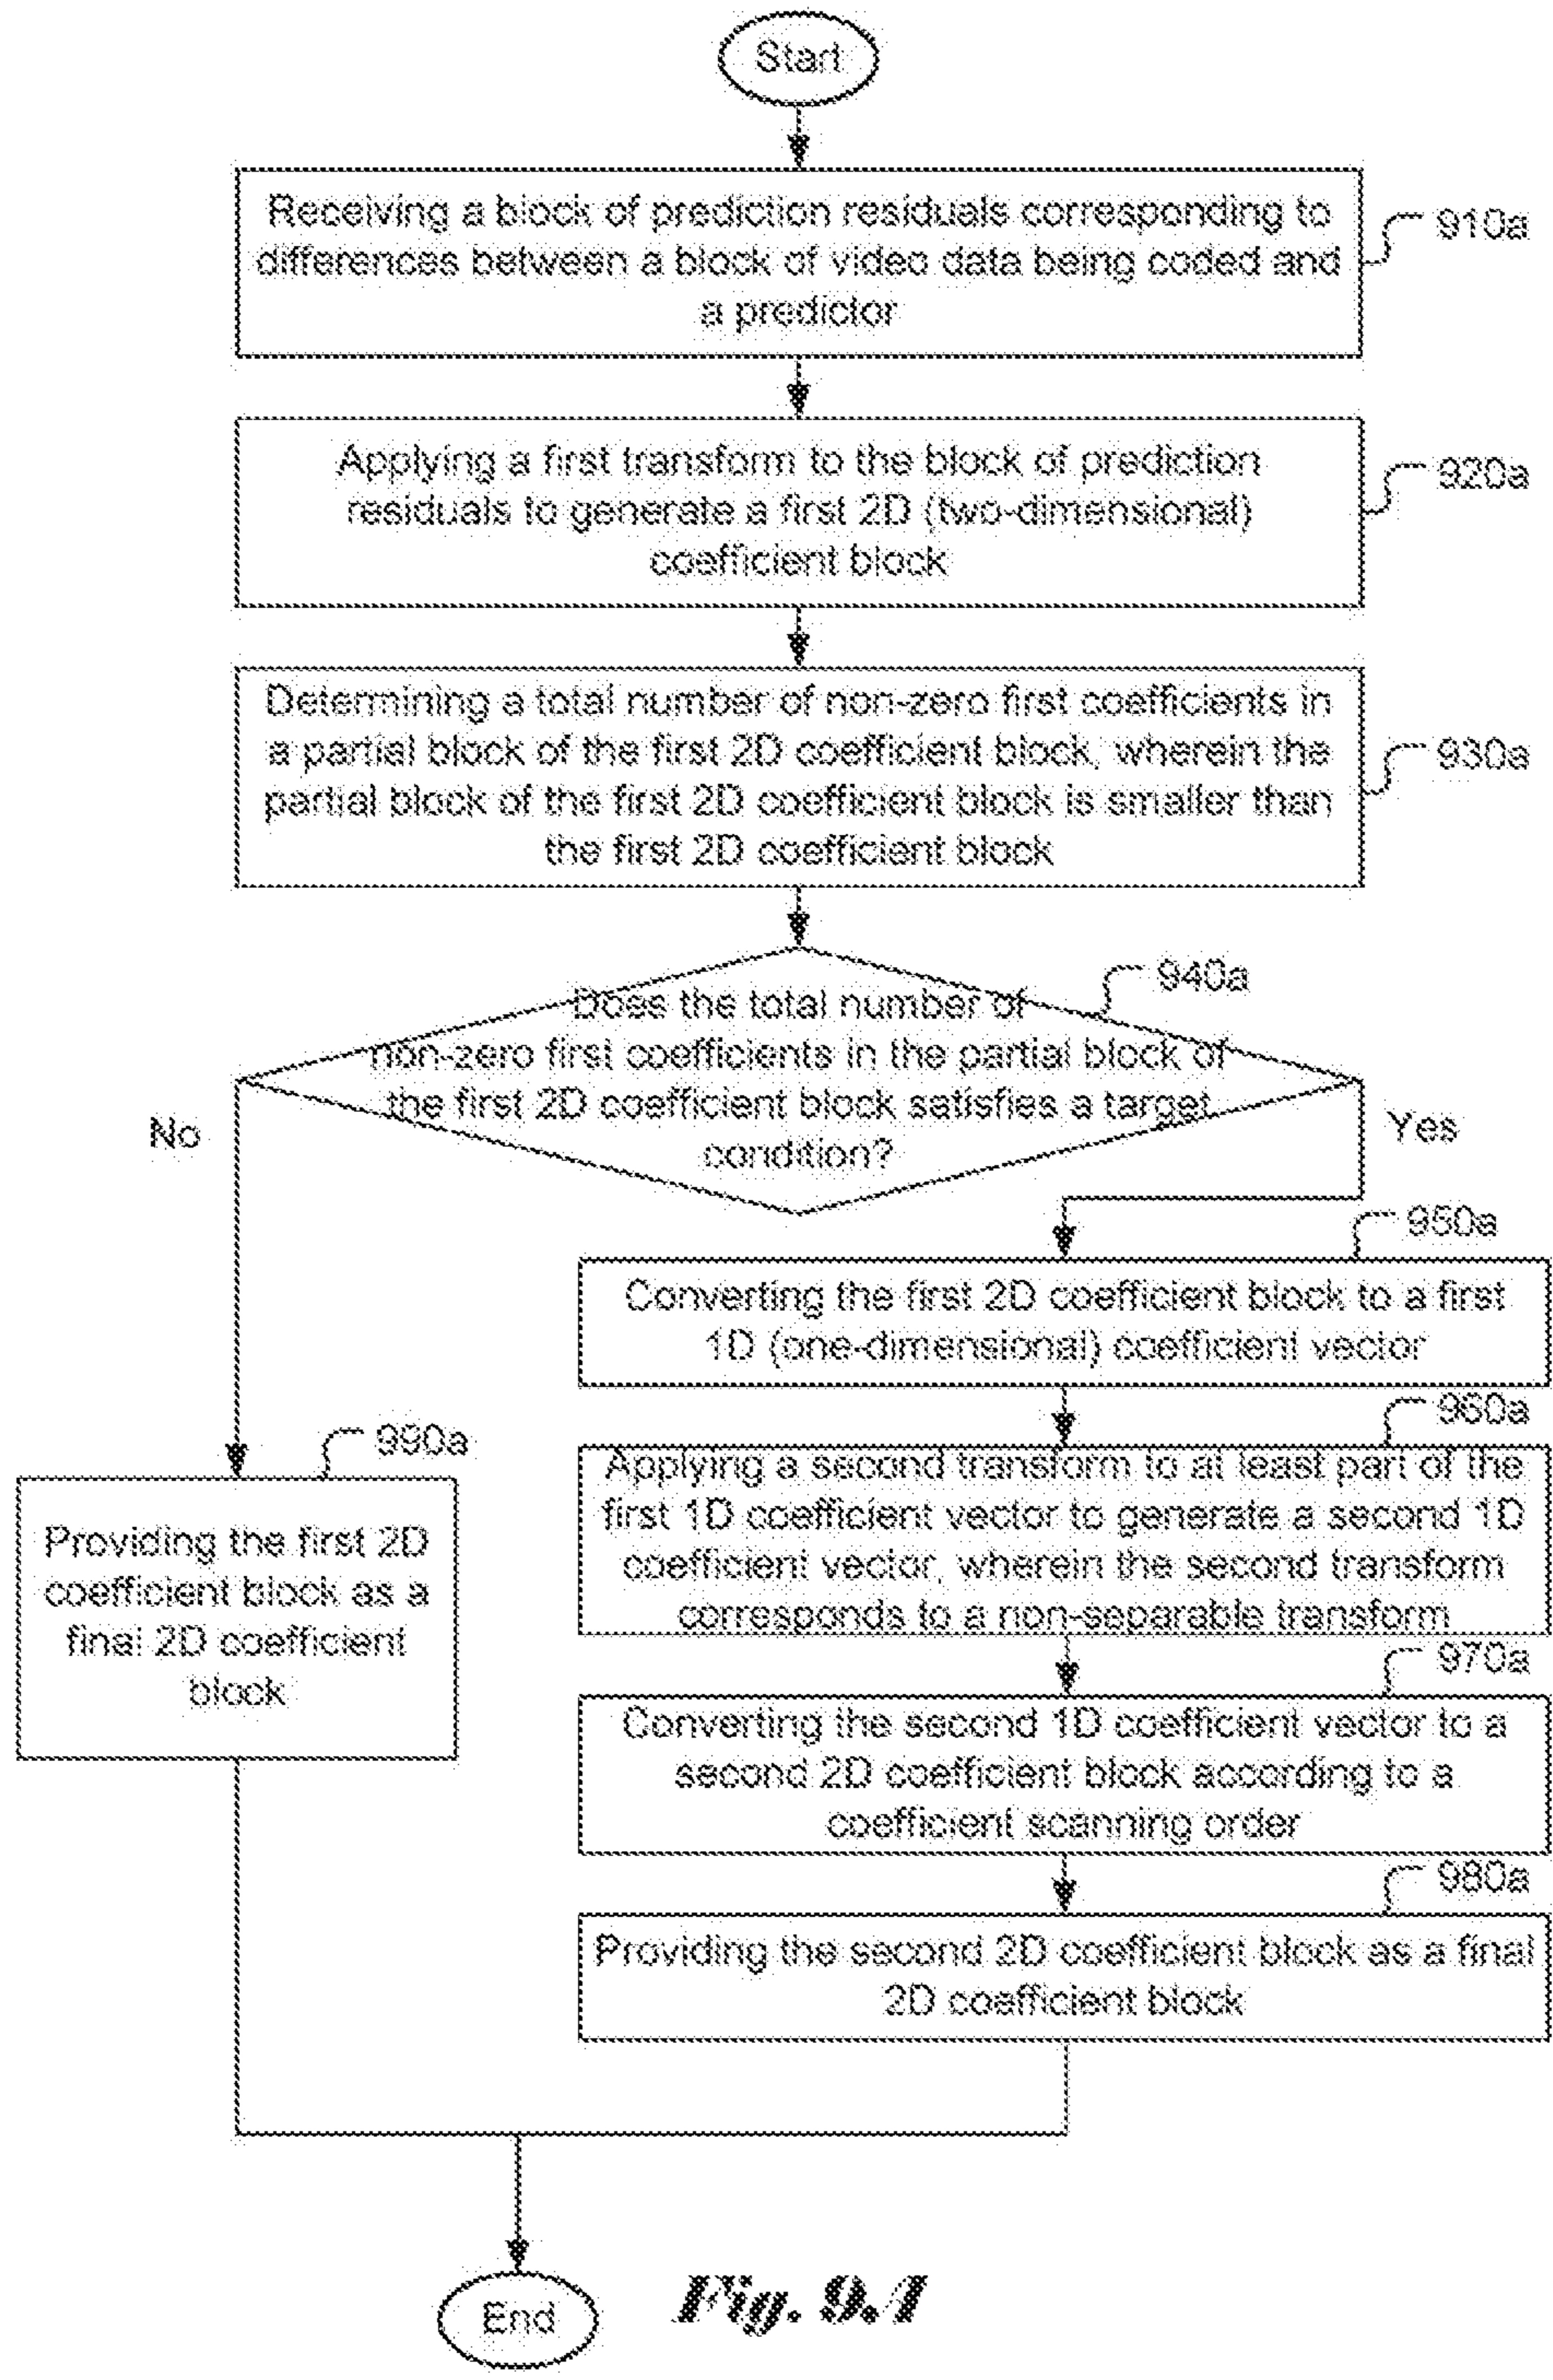 Start
Receiving a block of prediction residuals corresponding to
differences between a block of video data being coded and
a predictor
910a
Applying a first transform to the block of prediction
residuals to generate a first 2D (two-dimensional)
coefficient block
920a
Determining a total number of non-zero first coefficients in
a partial block of the first 2D coefficient block, wherein the
partial block of the first 2D coefficient block is smaller than
the first 2D coefficient block
930a
940a
Does the total number of
non-zero first coefficients in the partial block of
the first 2D coefficient block satisfies a target
condition?
No
Yes
950a
Converting the first 2D coefficient block to a first
1D (one-dimensional) coefficient vector
960a
Applying a second transform to at least part of the
first 1D coefficient vector to generate a second 1D
coefficient vector, wherein the second transform
corresponds to a non-separable transform
990a
Providing the first 2D
coefficient block as a
final 2D coefficient
block
970a
Converting the second 1D coefficient vector to a
second 2D coefficient block according to a
coefficient scanning order
980a
Providing the second 2D coefficient block as a final
2D coefficient block
End
Fig. 9.1